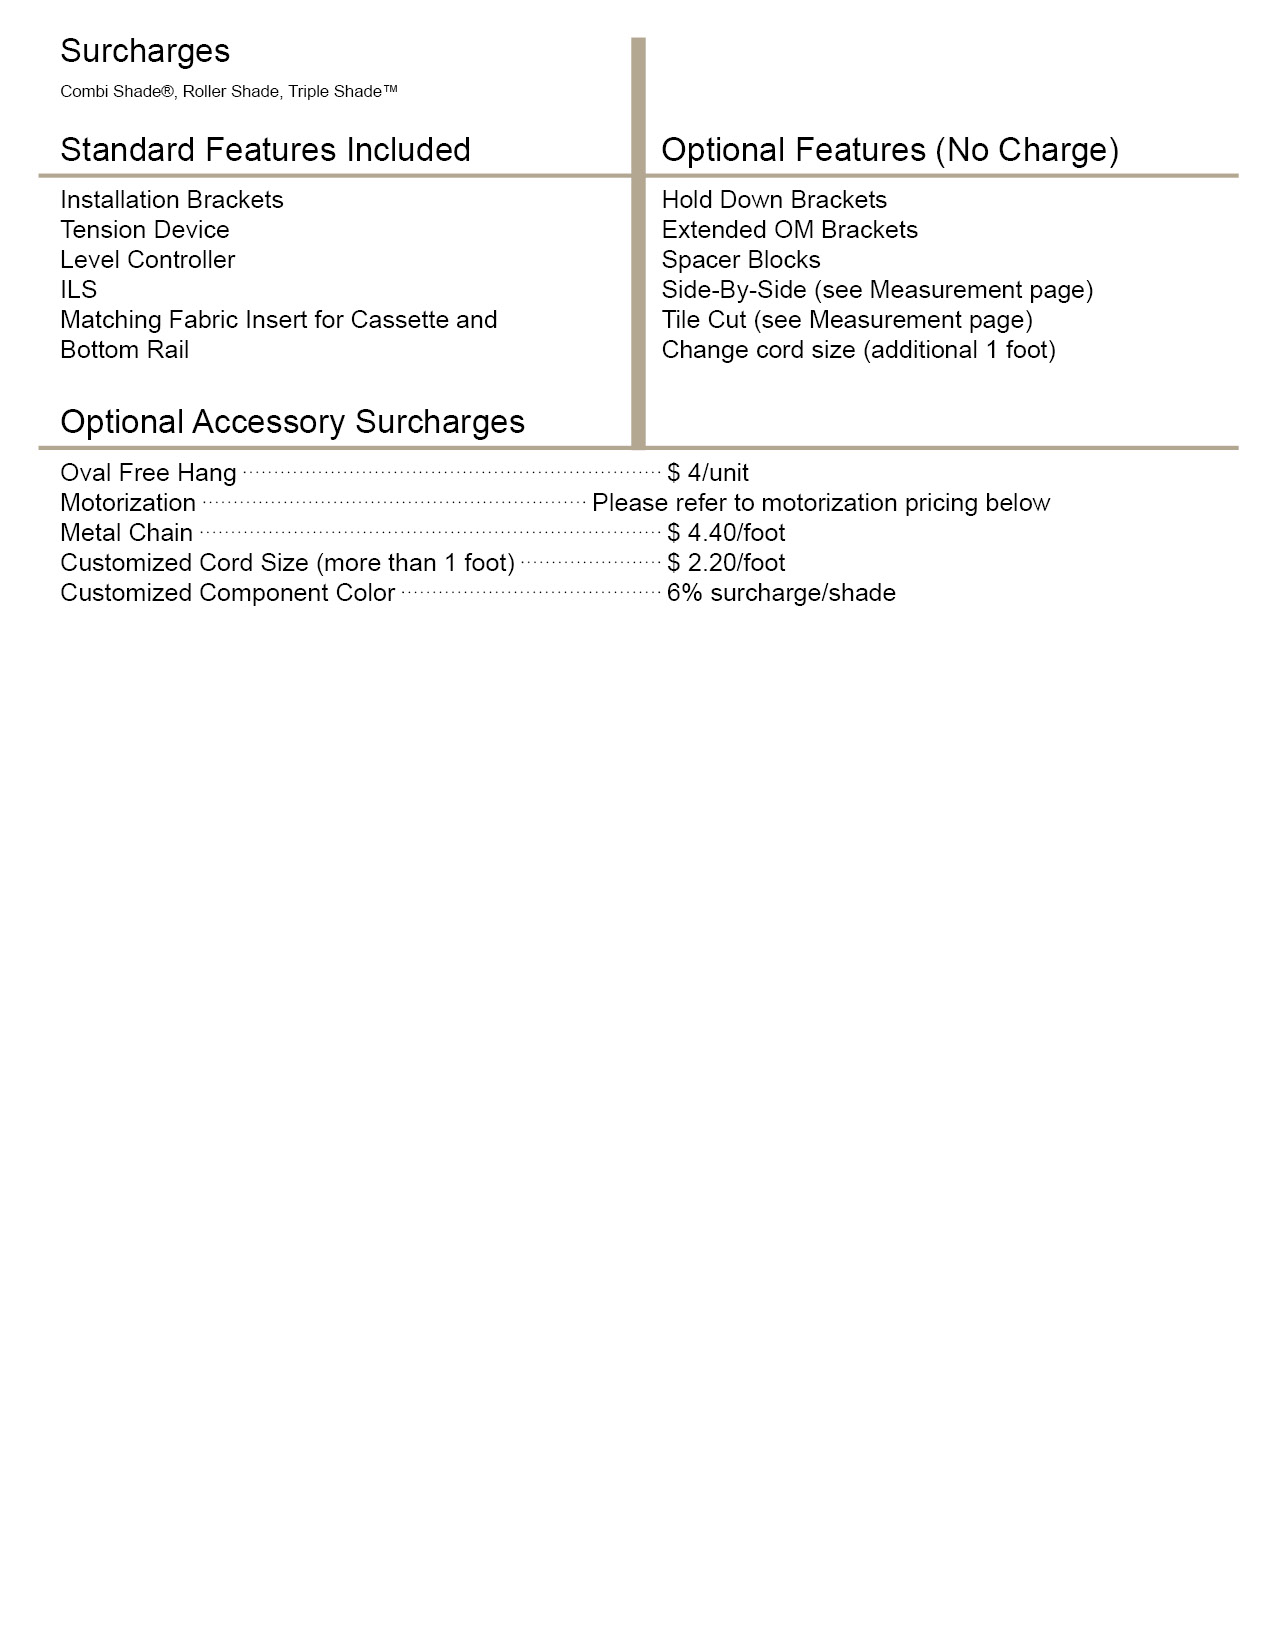 Surcharges
Combi Shade®, Roller Shade, Triple Shade™
Standard Features Included
Installation Brackets
Tension Device
Level Controller
ILS
Matching Fabric Insert for Cassette and
Bottom Rail
Optional Features (No Charge)
Hold Down Brackets
Extended OM Brackets
Spacer Blocks
Side-By-Side (see Measurement page)
Tile Cut (see Measurement page)
Change cord size (additional 1 foot)
Optional Accessory Surcharges
Oval Free Hang $ 4/unit
Motorization Please refer to motorization pricing below
Metal Chain $ 4.40/foot
Customized Cord Size (more than 1 foot) $ 2.20/foot
Customized Component Color 6% surcharge/shade